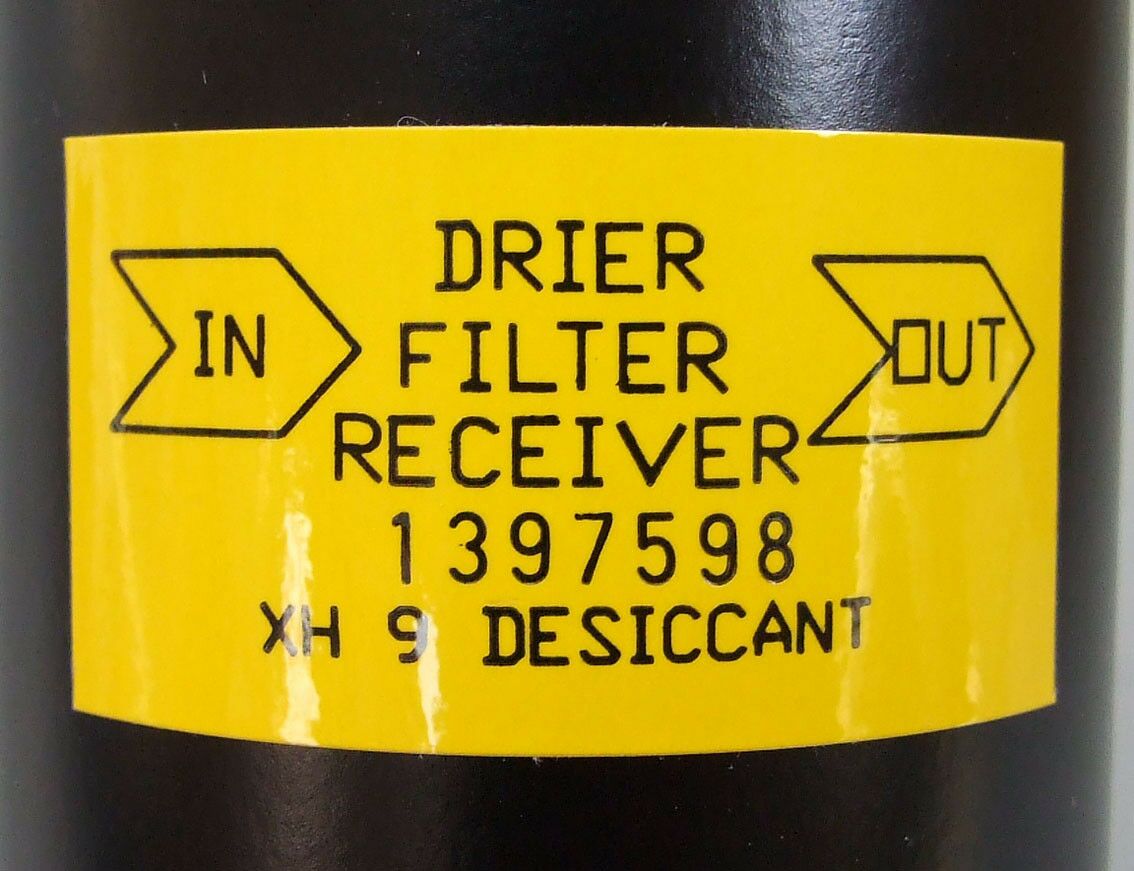 DRIER
IN
FILTER
OUT
RECEIVER
1397598
XH 9 DESICCANT